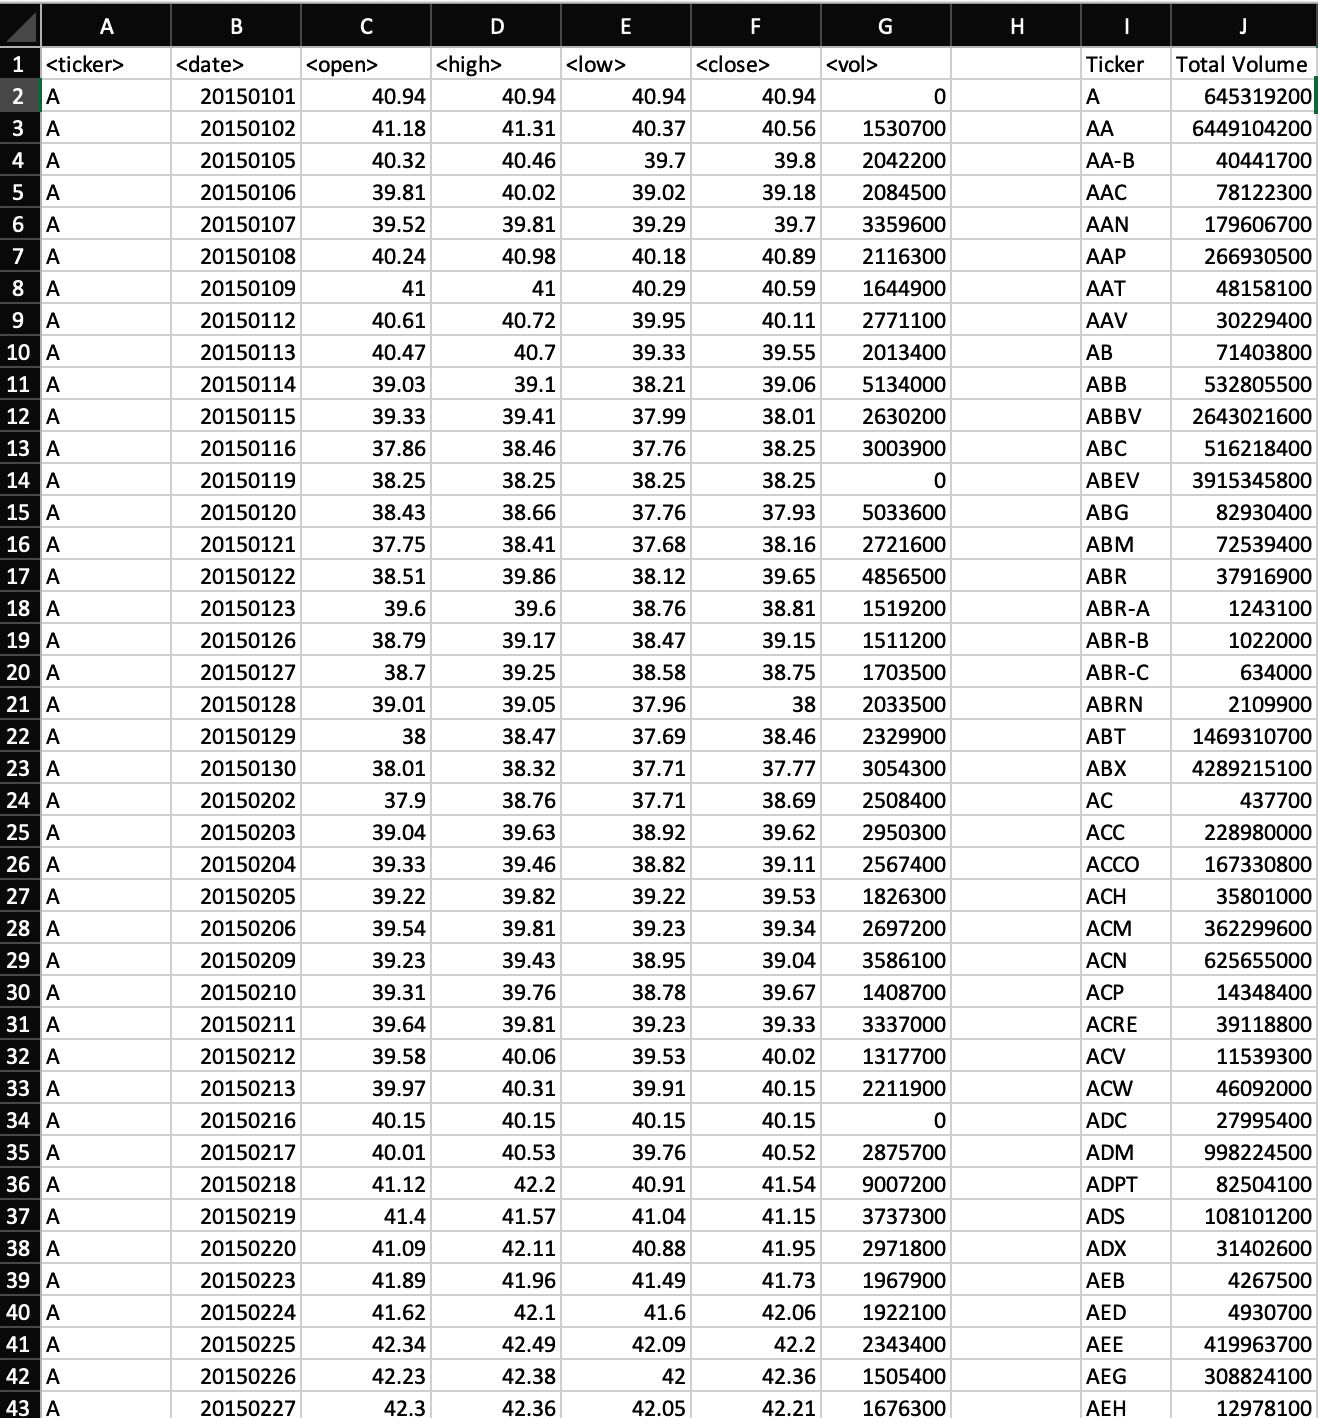 A B C D E F G H I J
1 <ticker> <date> <open> <high> <low> <close> <vol> Ticker Total Volume
2 A 20150101 40.94 40.94 40.94 40.94 0 A 645319200
3 A 20150102 41.18 41.31 40.37 40.56 1530700 AA 6449104200
4 A 20150105 40.32 40.46 39.7 39.8 2042200 AA-B 40441700
5 A 20150106 39.81 40.02 39.02 39.18 2084500 AAC 78122300
6 A 20150107 39.52 39.81 39.29 39.7 3359600 AAN 179606700
7 A 20150108 40.24 40.98 40.18 40.89 2116300 AAP 266930500
8 A 20150109 41 41 40.29 40.59 1644900 AAT 48158100
9 A 20150112 40.61 40.72 39.95 40.11 2771100 AAV 30229400
10 A 20150113 40.47 40.7 39.33 39.55 2013400 AB 71403800
11 A 20150114 39.03 39.1 38.21 39.06 5134000 ABB 532805500
12 A 20150115 39.33 39.41 37.99 38.01 2630200 ABBV 2643021600
13 A 20150116 37.86 38.46 37.76 38.25 3003900 ABC 516218400
14 A 20150119 38.25 38.25 38.25 38.25 0 ABEV 3915345800
15 A 20150120 38.43 38.66 37.76 37.93 5033600 ABG 82930400
16 A 20150121 37.75 38.41 37.68 38.16 2721600 ABM 72539400
17 A 20150122 38.51 39.86 38.12 39.65 4856500 ABR 37916900
18 A 20150123 39.6 39.6 38.76 38.81 1519200 ABR-A 1243100
19 A 20150126 38.79 39.17 38.47 39.15 1511200 ABR-B 1022000
20 A 20150127 38.7 39.25 38.58 38.75 1703500 ABR-C 634000
21 A 20150128 39.01 39.05 37.96 38 2033500 ABRN 2109900
22 A 20150129 38 38.47 37.69 38.46 2329900 ABT 1469310700
23 A 20150130 38.01 38.32 37.71 37.77 3054300 ABX 4289215100
24 A 20150202 37.9 38.76 37.71 38.69 2508400 AC 437700
25 A 20150203 39.04 39.63 38.92 39.62 2950300 ACC 228980000
26 A 20150204 39.33 39.46 38.82 39.11 2567400 ACCO 167330800
27 A 20150205 39.22 39.82 39.22 39.53 1826300 ACH 35801000
28 A 20150206 39.54 39.81 39.23 39.34 2697200 ACM 362299600
29 A 20150209 39.23 39.43 38.95 39.04 3586100 ACN 625655000
30 A 20150210 39.31 39.76 38.78 39.67 1408700 ACP 14348400
31 A 20150211 39.64 39.81 39.23 39.33 3337000 ACRE 39118800
32 A 20150212 39.58 40.06 39.53 40.02 1317700 ACV 11539300
33 A 20150213 39.97 40.31 39.91 40.15 2211900 ACW 46092000
34 A 20150216 40.15 40.15 40.15 40.15 0 ADC 27995400
35 A 20150217 40.01 40.53 39.76 40.52 2875700 ADM 998224500
36 A 20150218 41.12 42.2 40.91 41.54 9007200 ADPT 82504100
37 A 20150219 41.4 41.57 41.04 41.15 3737300 ADS 108101200
38 A 20150220 41.09 42.11 40.88 41.95 2971800 ADX 31402600
39 A 20150223 41.89 41.96 41.49 41.73 1967900 AEB 4267500
40 A 20150224 41.62 42.1 41.6 42.06 1922100 AED 4930700
41 A 20150225 42.34 42.49 42.09 42.2 2343400 AEE 419963700
42 A 20150226 42.23 42.38 42 42.36 1505400 AEG 308824100
43 A 20150227 42.3 42.36 42.05 42.21 1676300 AEH 12978100